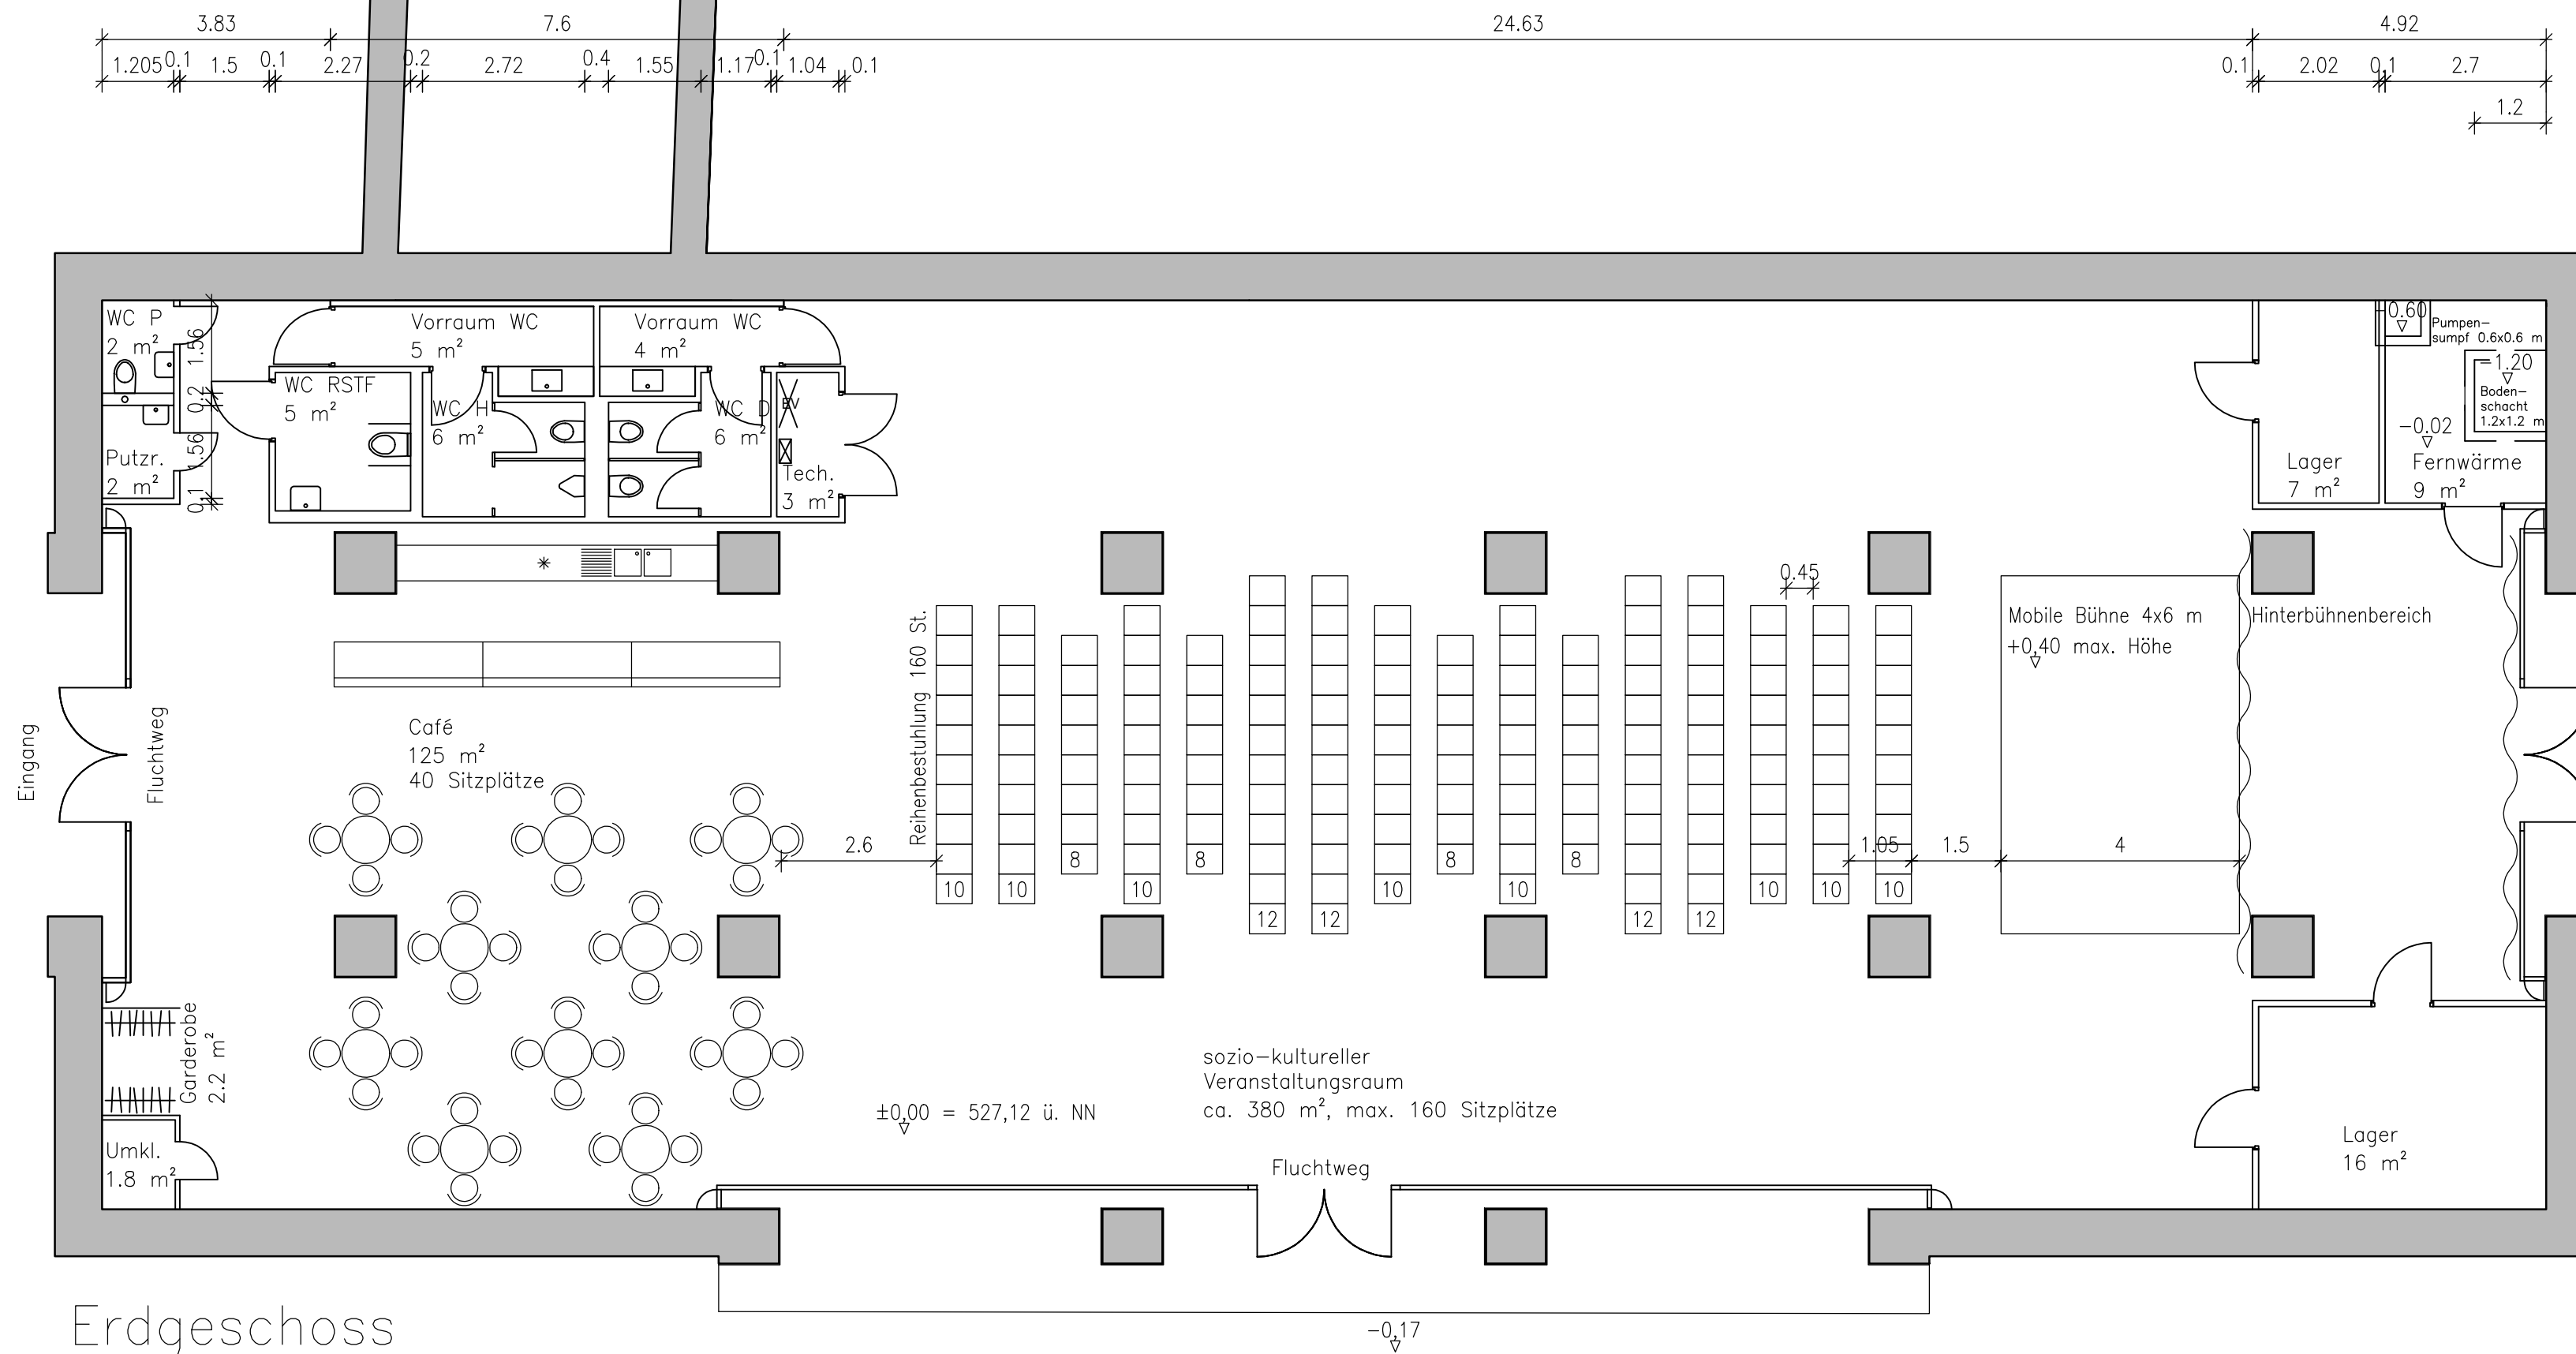 3.83
7.6
24.63
4.92
1.205
0.1
1.5
0.1
2.27
0.2
2.72
0.4
1.55
1.17
0.1
1.04
0.1
0.1
2.02
0.1
2.7
1.2
WC P
2 m²
1.56
0.2
1.56
0.1
Putzr.
2 m²
Vorraum WC
5 m²
Vorraum WC
4 m²
WC RSTF
5 m²
WC H
6 m²
WC D
6 m²
EV
Tech.
3 m²
Lager
7 m²
0.60
Pumpen-
sumpf 0.6x0.6 m
-1.20
Boden-
schacht
1.2x1.2 m
-0.02
Fernwärme
9 m²
Eingang
Fluchtweg
Café
125 m²
40 Sitzplätze
2.6
Reihenbestuhlung 160 St.
0.45
10
10
8
10
8
12
12
10
8
10
8
12
12
10
10
10
1.05
1.5
4
Mobile Bühne 4x6 m
+0,40 max. Höhe
Hinterbühnenbereich
Garderobe
2.2 m²
Umkl.
1.8 m²
±0,00 = 527,12 ü. NN
sozio-kultureller
Veranstaltungsraum
ca. 380 m², max. 160 Sitzplätze
Fluchtweg
Lager
16 m²
Erdgeschoss
-0,17